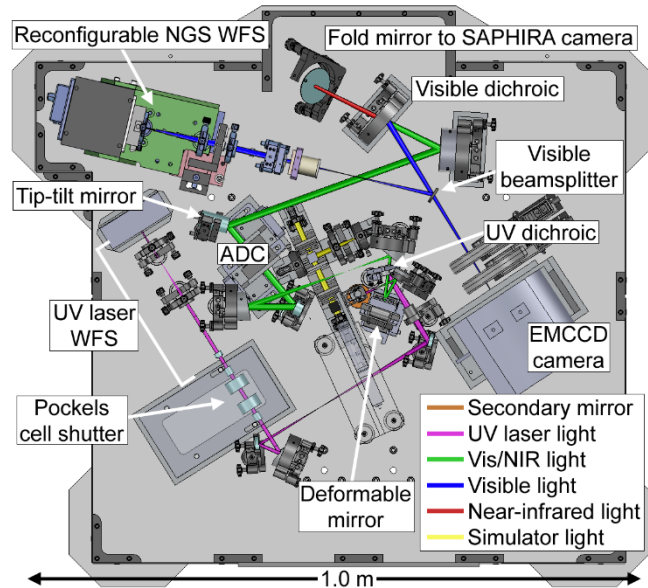 Reconfigurable NGS WFS
Fold mirror to SAPHIRA camera
Visible dichroic
Visible
beamsplitter
Tip-tilt mirror
ADC
UV dichroic
UV laser
WFS
EMCCD
camera
Pockels
cell shutter
Deformable
mirror
Secondary mirror
UV laser light
Vis/NIR light
Visible light
Near-infrared light
Simulator light
1.0 m